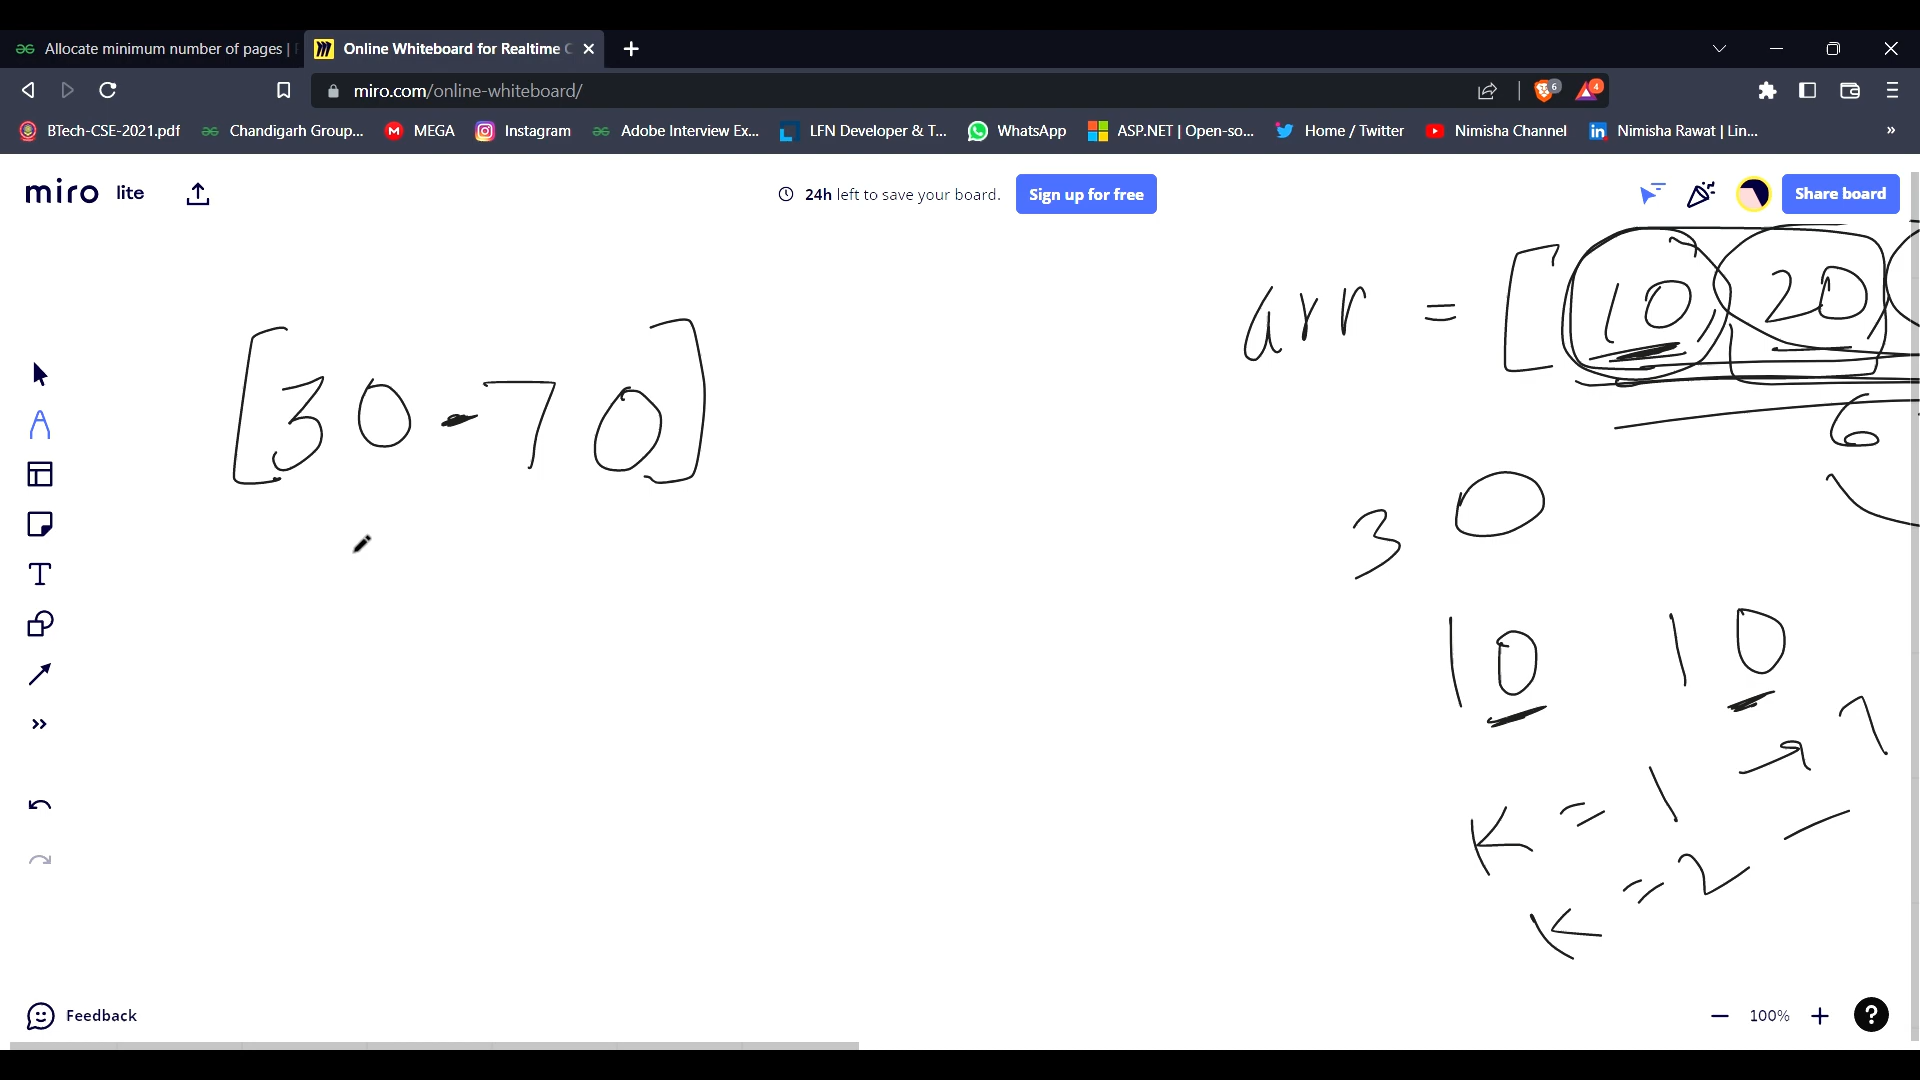 Allocate minimum number of pages |
Online Whiteboard for Realtime
miro.com/online-whiteboard/
6
4
BTech-CSE-2021.pdf
Chandigarh Group...
MEGA
Instagram
Adobe Interview Ex...
LFN Developer & T...
WhatsApp
ASP.NET | Open-so...
Home / Twitter
Nimisha Channel
Nimisha Rawat | Lin...
miro lite
24h left to save your board.
Sign up for free
Share board
arr = [10, 20,
[30-70]
6
30
10 10
K = 1 →
K = 2
Feedback
100%